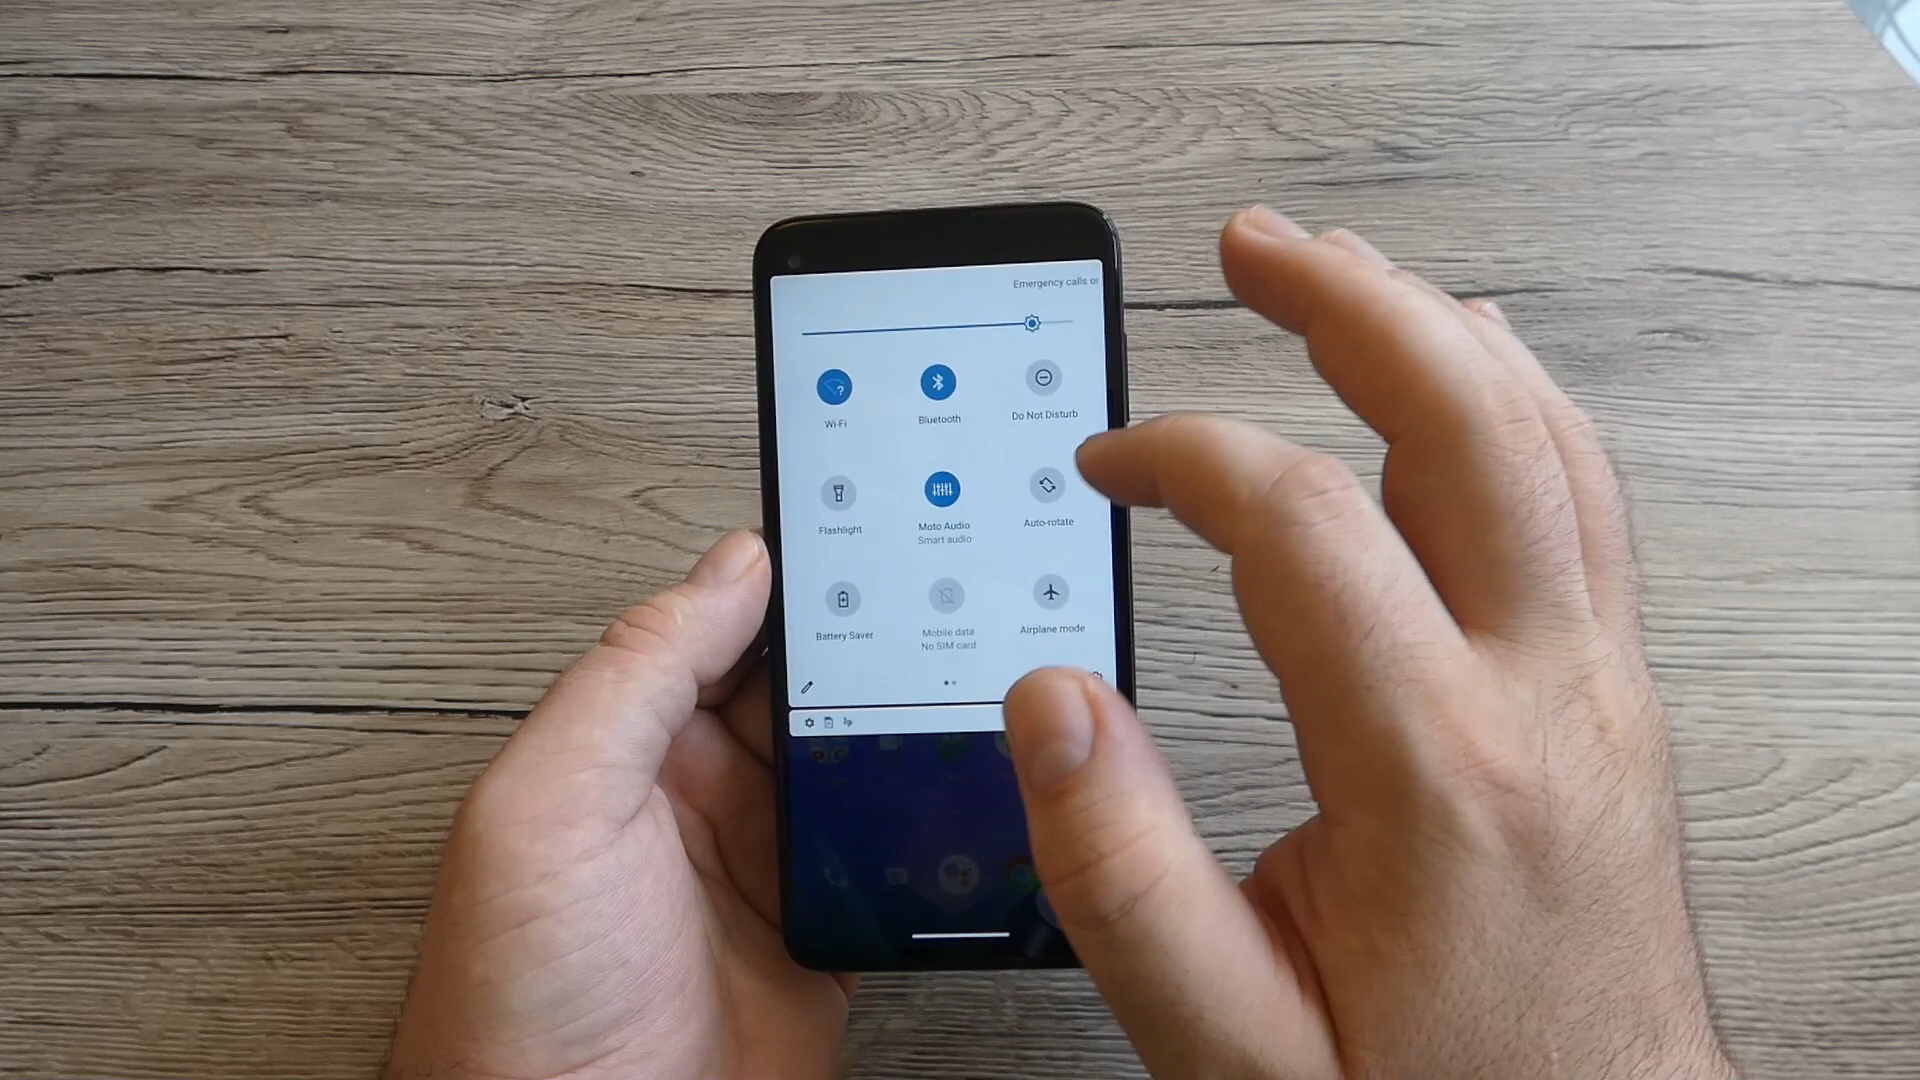 Emergency calls o
Wi-Fi
Bluetooth
Do Not Disturb
Flashlight
Moto Audio
Smart audio
Auto-rotate
Battery Saver
Mobile data
No SIM card
Airplane mode